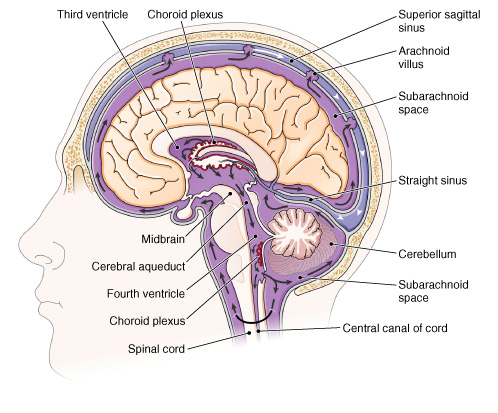 Third ventricle
Choroid plexus
Superior sagittal
sinus
Arachnoid
villus
Subarachnoid
space
Straight sinus
Midbrain
Cerebral aqueduct
Cerebellum
Fourth ventricle
Subarachnoid
space
Choroid plexus
Central canal of cord
Spinal cord